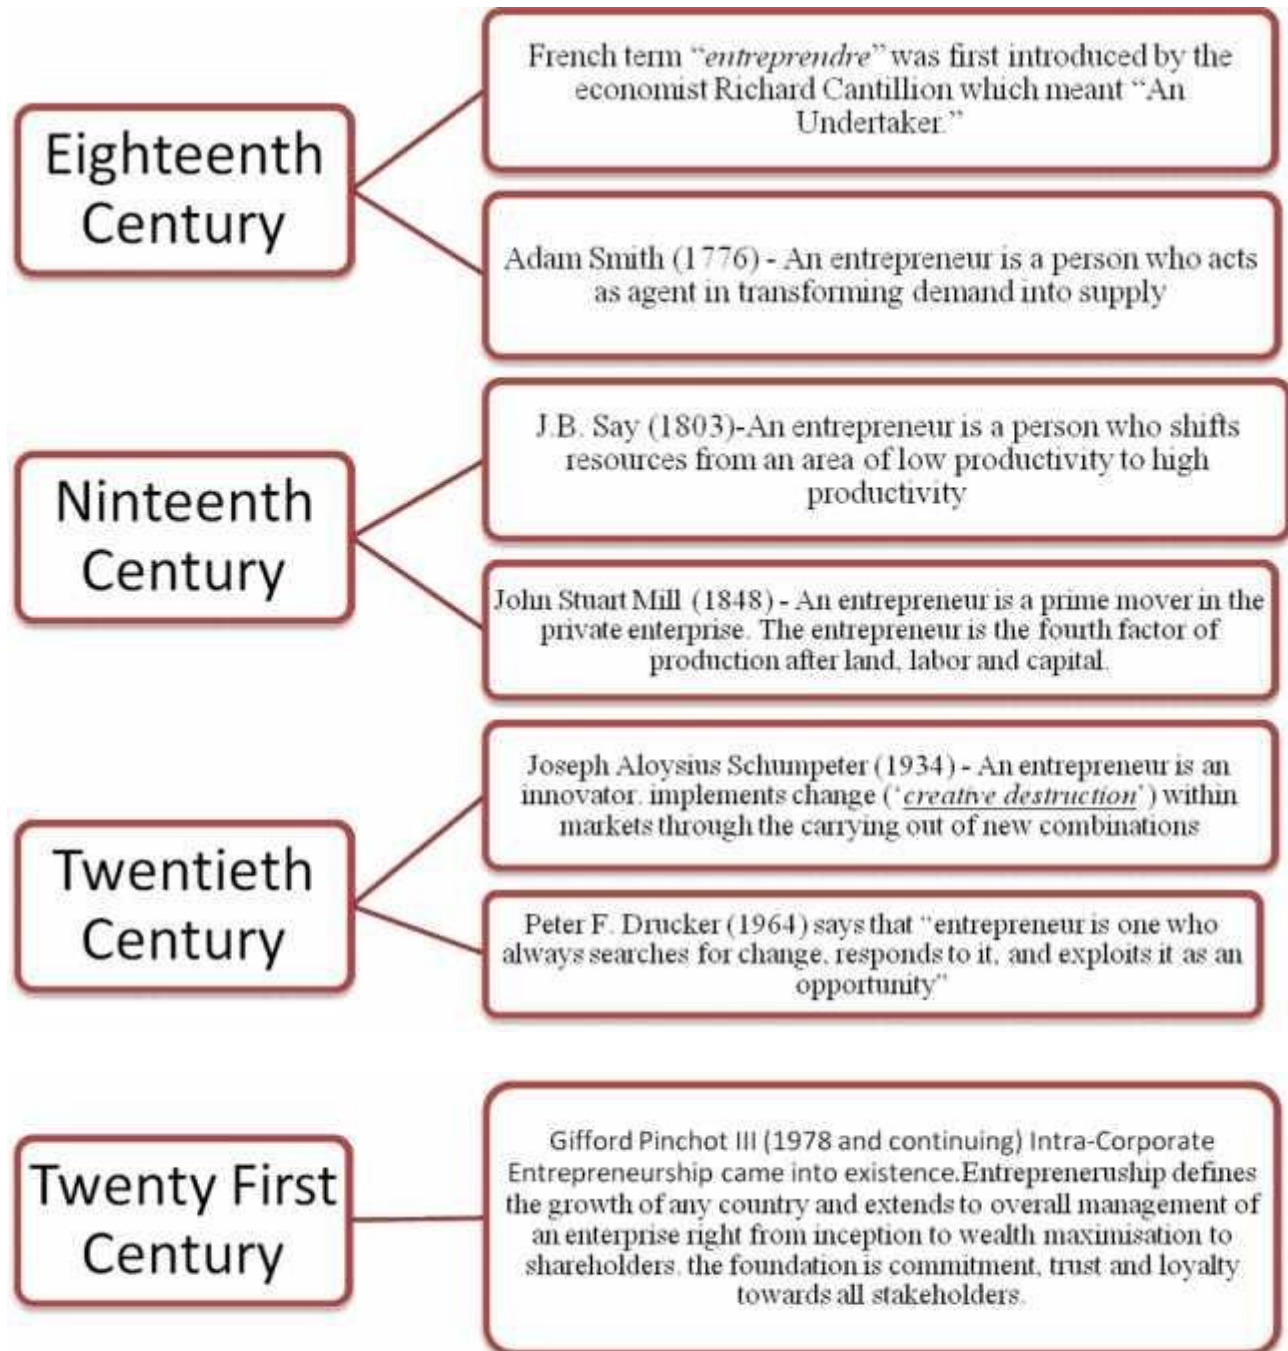 Eighteenth
Century
French term “entreprendre” was first introduced by the
economist Richard Cantillion which meant “An
Undertaker.”
Adam Smith (1776) - An entrepreneur is a person who acts
as agent in transforming demand into supply
Ninteenth
Century
J.B. Say (1803)-An entrepreneur is a person who shifts
resources from an area of low productivity to high
productivity
John Stuart Mill (1848) - An entrepreneur is a prime mover in the
private enterprise. The entrepreneur is the fourth factor of
production after land, labor and capital.
Twentieth
Century
Joseph Aloysius Schumpeter (1934) - An entrepreneur is an
innovator, implements change (‘creative destruction’) within
markets through the carrying out of new combinations
Peter F. Drucker (1964) says that “entrepreneur is one who
always searches for change, responds to it, and exploits it as an
opportunity”
Twenty First
Century
Gifford Pinchot III (1978 and continuing) Intra-Corporate
Entrepreneurship came into existence.Entrepreneruship defines
the growth of any country and extends to overall management of
an enterprise right from inception to wealth maximisation to
shareholders. the foundation is commitment, trust and loyalty
towards all stakeholders.